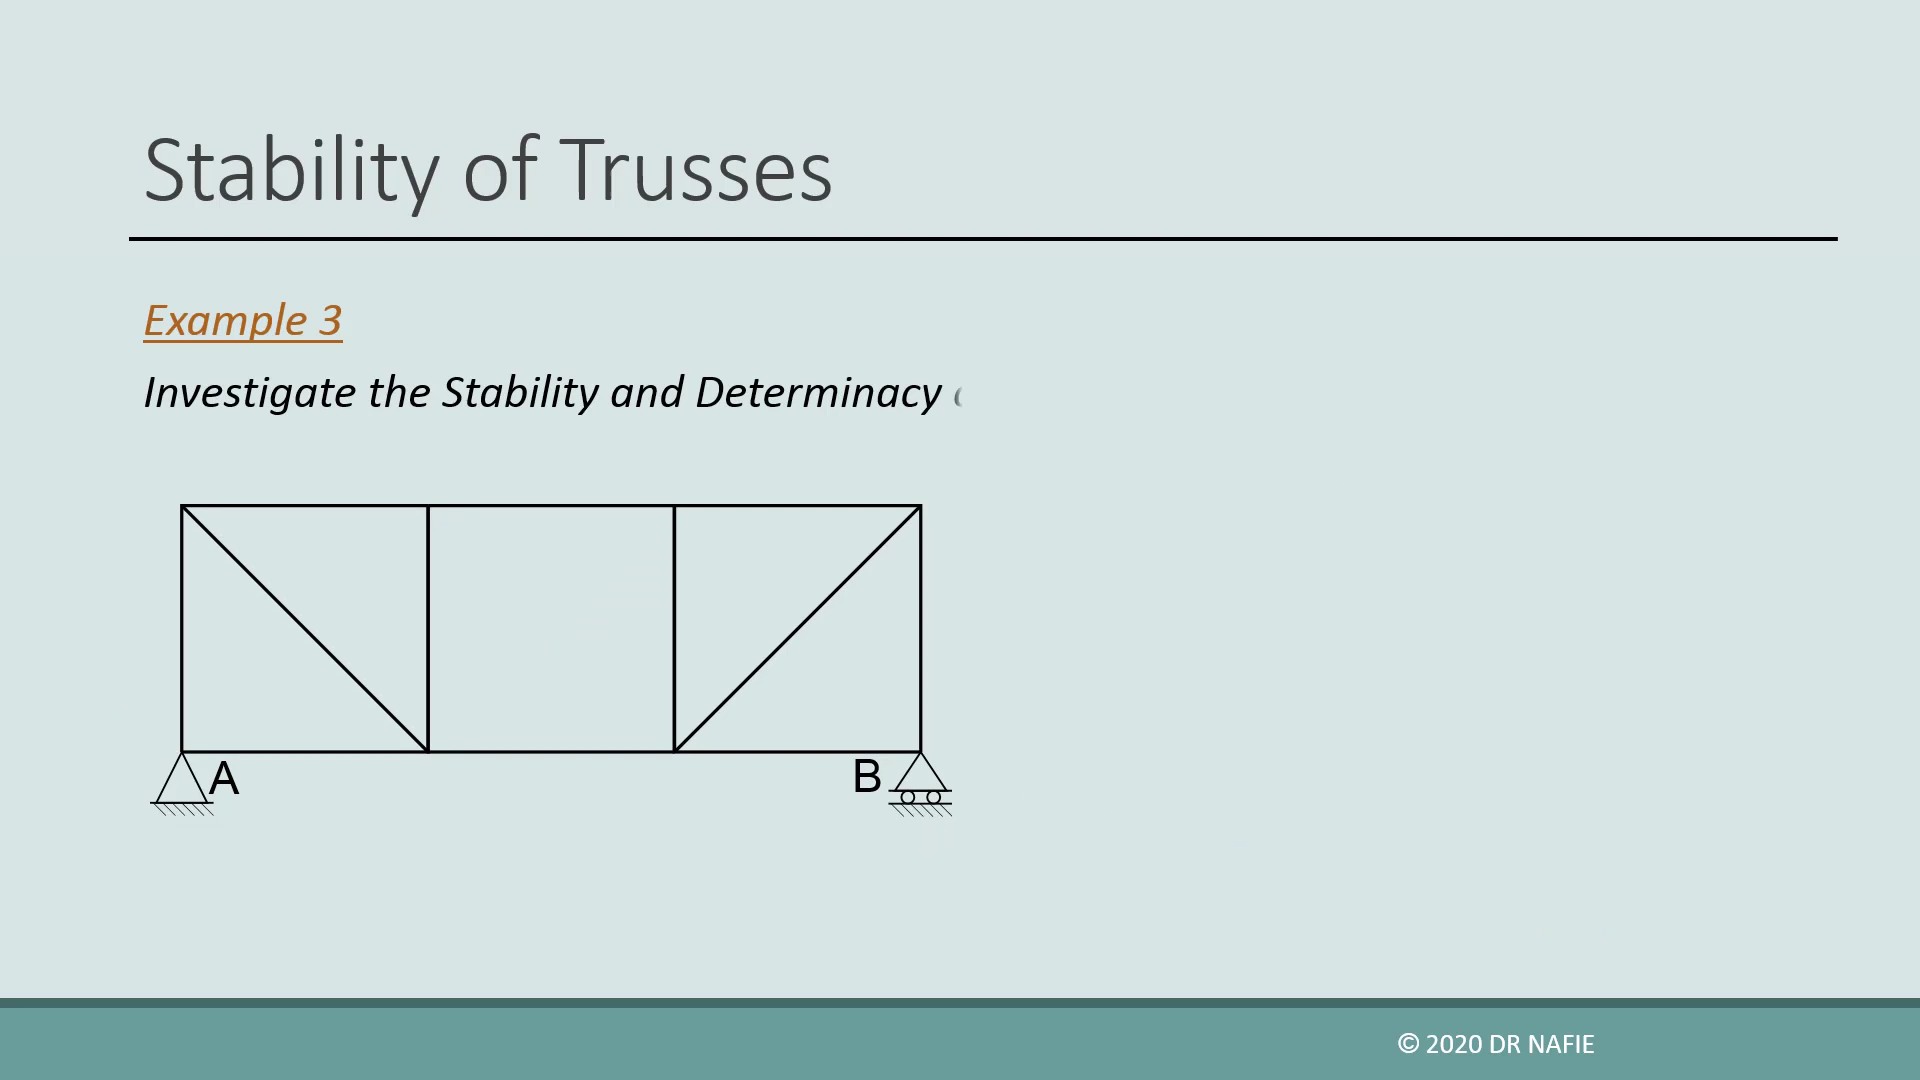 Stability of Trusses
Example 3
Investigate the Stability and Determinacy
A
B
© 2020 DR NAFIE